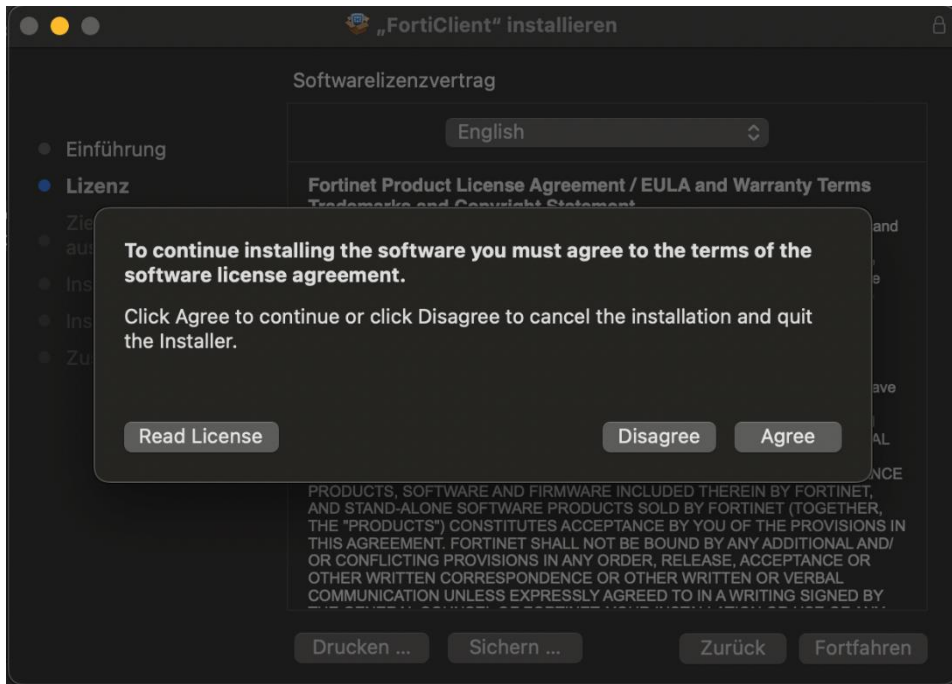 „FortiClient“ installieren
Softwarelizenzvertrag
English
Einführung
Lizenz
Fortinet Product License Agreement / EULA and Warranty Terms
Trademarks and Copyright Statement
and
To continue installing the software you must agree to the terms of the
software license agreement.
Click Agree to continue or click Disagree to cancel the installation and quit
the Installer.
Read License
Disagree
Agree
PRODUCTS, SOFTWARE AND FIRMWARE INCLUDED THEREIN BY FORTINET,
AND STAND-ALONE SOFTWARE PRODUCTS SOLD BY FORTINET (TOGETHER,
THE "PRODUCTS") CONSTITUTES ACCEPTANCE BY YOU OF THE PROVISIONS IN
THIS AGREEMENT. FORTINET SHALL NOT BE BOUND BY ANY ADDITIONAL AND/
OR CONFLICTING PROVISIONS IN ANY ORDER, RELEASE, ACCEPTANCE OR
OTHER WRITTEN CORRESPONDENCE OR OTHER WRITTEN OR VERBAL
COMMUNICATION UNLESS EXPRESSLY AGREED TO IN A WRITING SIGNED BY
Drucken ...
Sichern ...
Zurück
Fortfahren